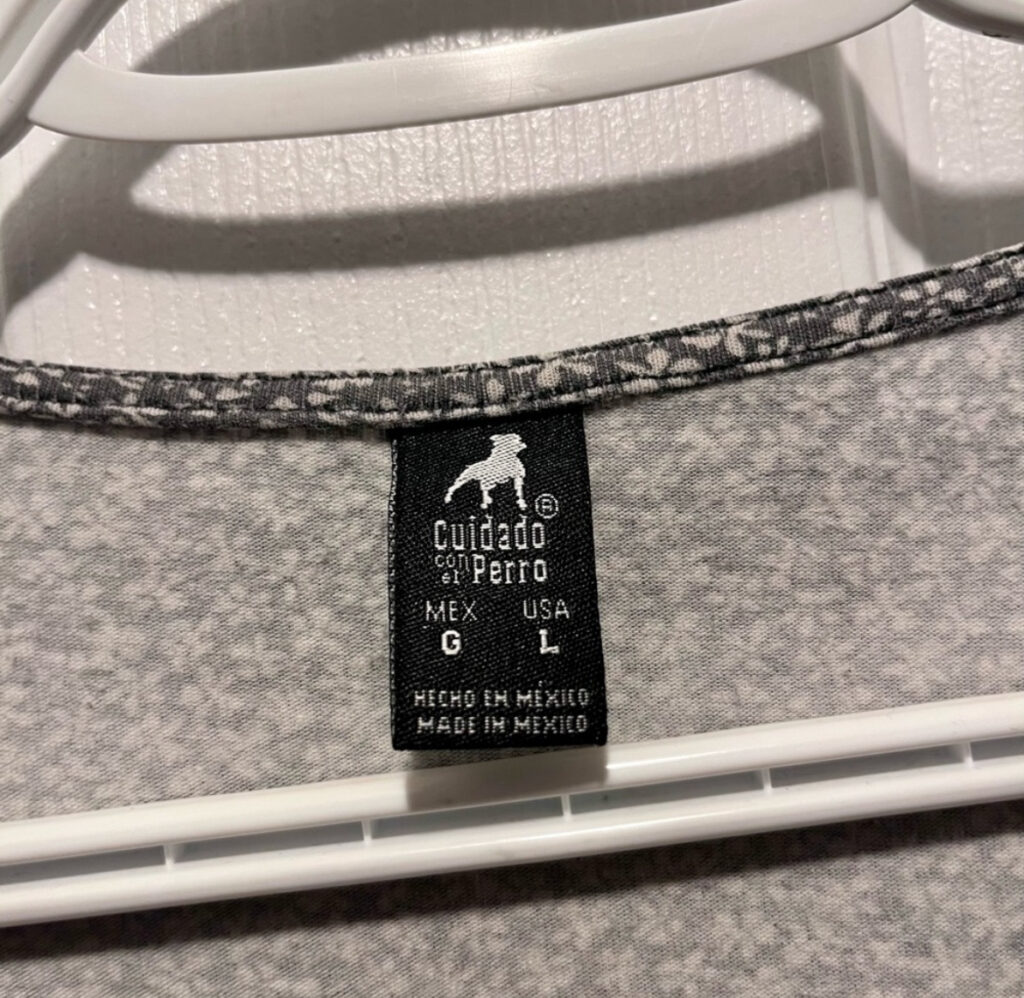 ®
Cuidado
con el Perro
MEX USA
G L
HECHO EN MÉXICO
MADE IN MEXICO